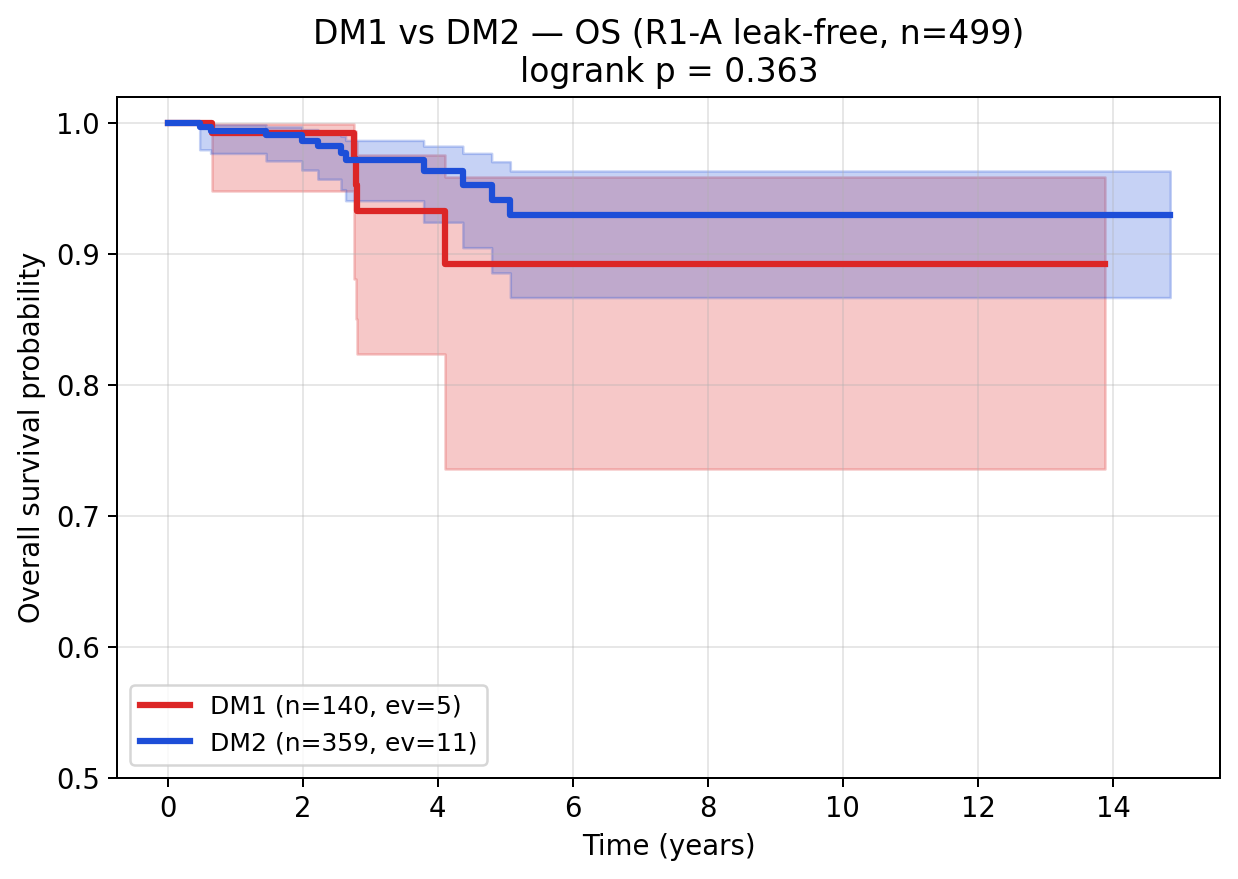 DM1 vs DM2 — OS (R1-A leak-free, n=499)
logrank p = 0.363
Overall survival probability
1.0
0.9
0.8
0.7
0.6
0.5
DM1 (n=140, ev=5)
DM2 (n=359, ev=11)
0 2 4 6 8 10 12 14
Time (years)